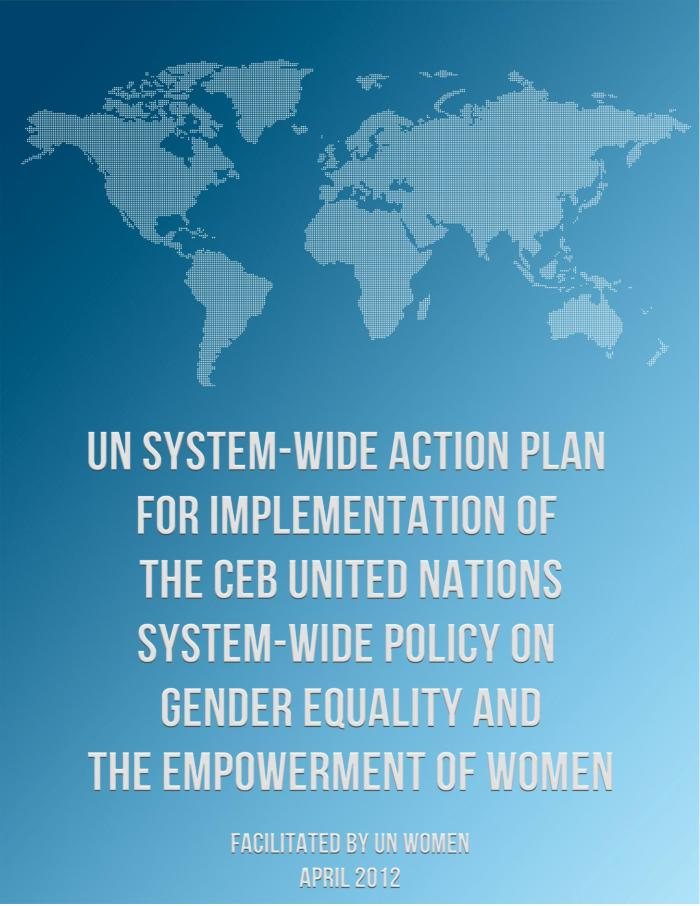 UN SYSTEM-WIDE ACTION PLAN
FOR IMPLEMENTATION OF
THE CEB UNITED NATIONS
SYSTEM-WIDE POLICY ON
GENDER EQUALITY AND
THE EMPOWERMENT OF WOMEN
FACILITATED BY UN WOMEN
APRIL 2012